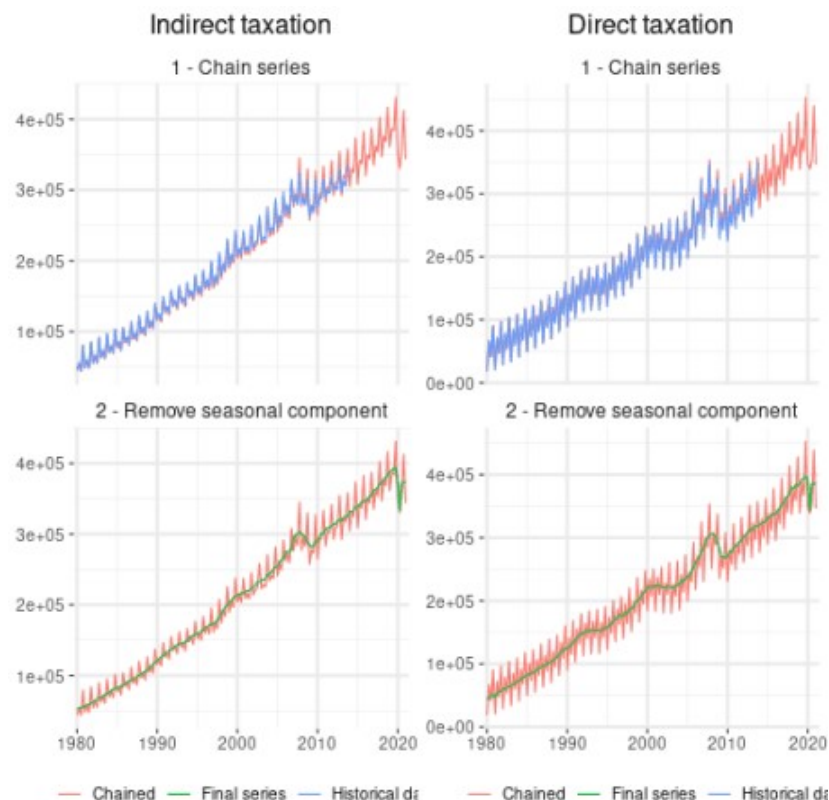 Indirect taxation
1 - Chain series
4e+05
3e+05
2e+05
1e+05
2 - Remove seasonal component
4e+05
3e+05
2e+05
1e+05
1980 1990 2000 2010 2020
Chained Final series Historical da
Direct taxation
1 - Chain series
4e+05
3e+05
2e+05
1e+05
0e+00
2 - Remove seasonal component
4e+05
3e+05
2e+05
1e+05
0e+00
1980 1990 2000 2010 2020
Chained Final series Historical da